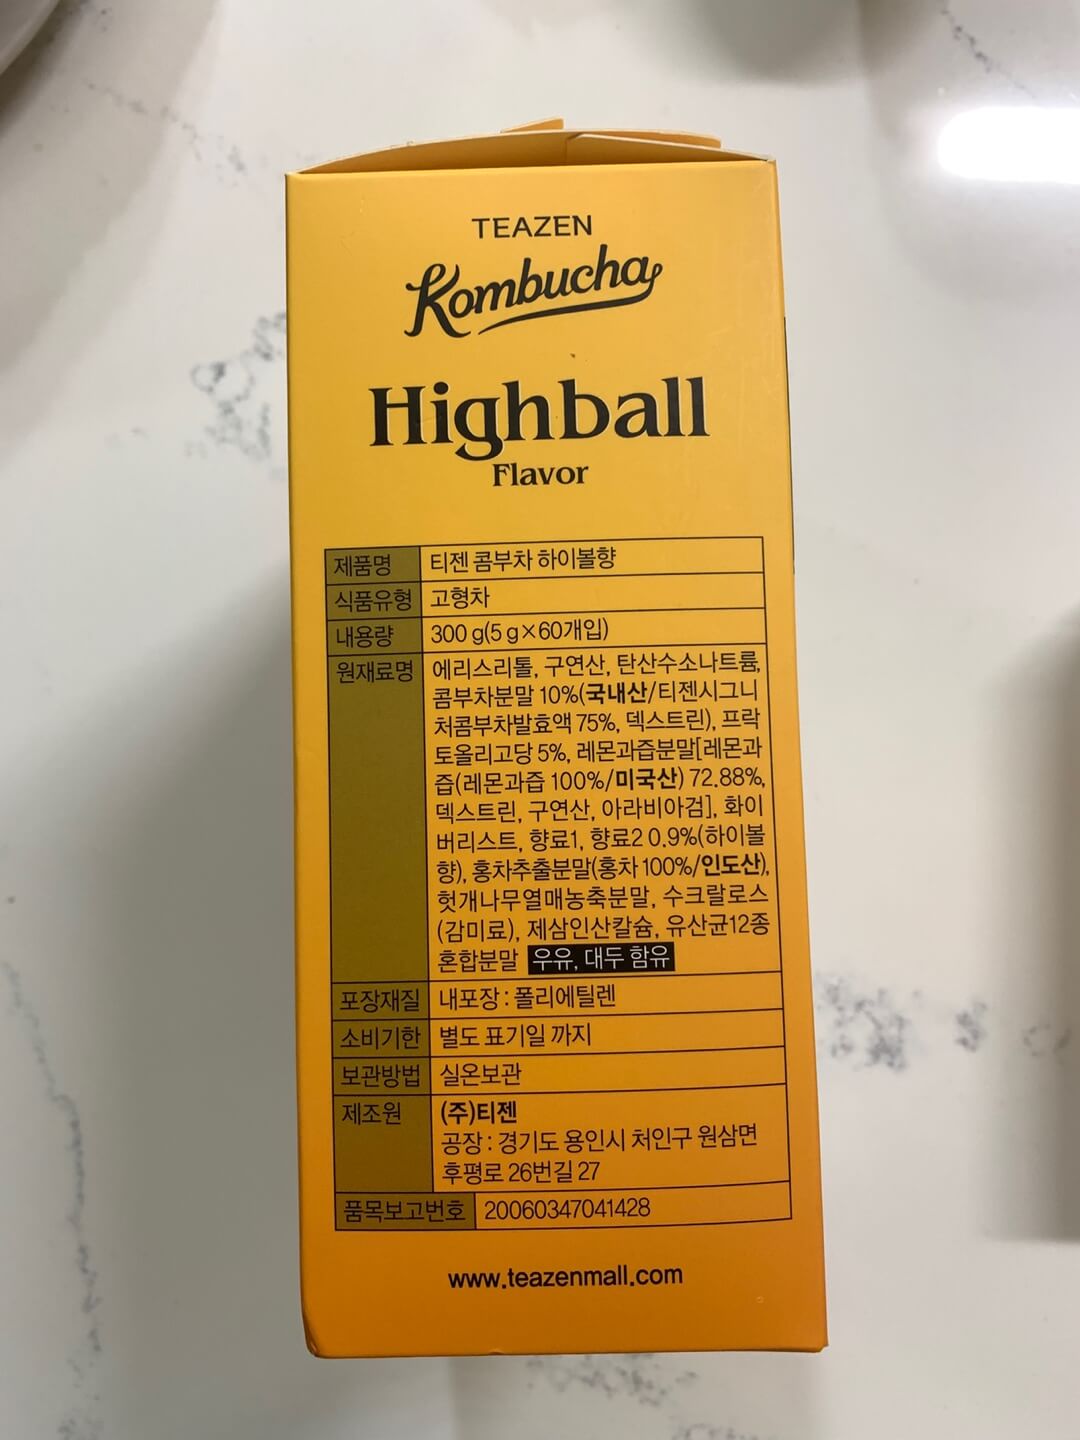 TEAZEN
Kombucha
Highball
Flavor
제품명 티젠 콤부차 하이볼향
식품유형 고형차
내용량 300 g(5 g×60개입)
원재료명 에리스리톨, 구연산, 탄산수소나트륨,
콤부차분말 10%(국내산/티젠시그니
처콤부차발효액 75%, 덱스트린), 프락
토올리고당 5%, 레몬과즙분말[레몬과
즙(레몬과즙 100%/미국산) 72.88%,
덱스트린, 구연산, 아라비아검], 화이
버리스트, 향료1, 향료2 0.9%(하이볼
향), 홍차추출분말(홍차 100%/인도산),
헛개나무열매농축분말, 수크랄로스
(감미료), 제삼인산칼슘, 유산균12종
혼합분말 우유, 대두 함유
포장재질 내포장 : 폴리에틸렌
소비기한 별도 표기일 까지
보관방법 실온보관
제조원 (주)티젠
공장 : 경기도 용인시 처인구 원삼면
후평로 26번길 27
품목보고번호 20060347041428
www.teazenmall.com